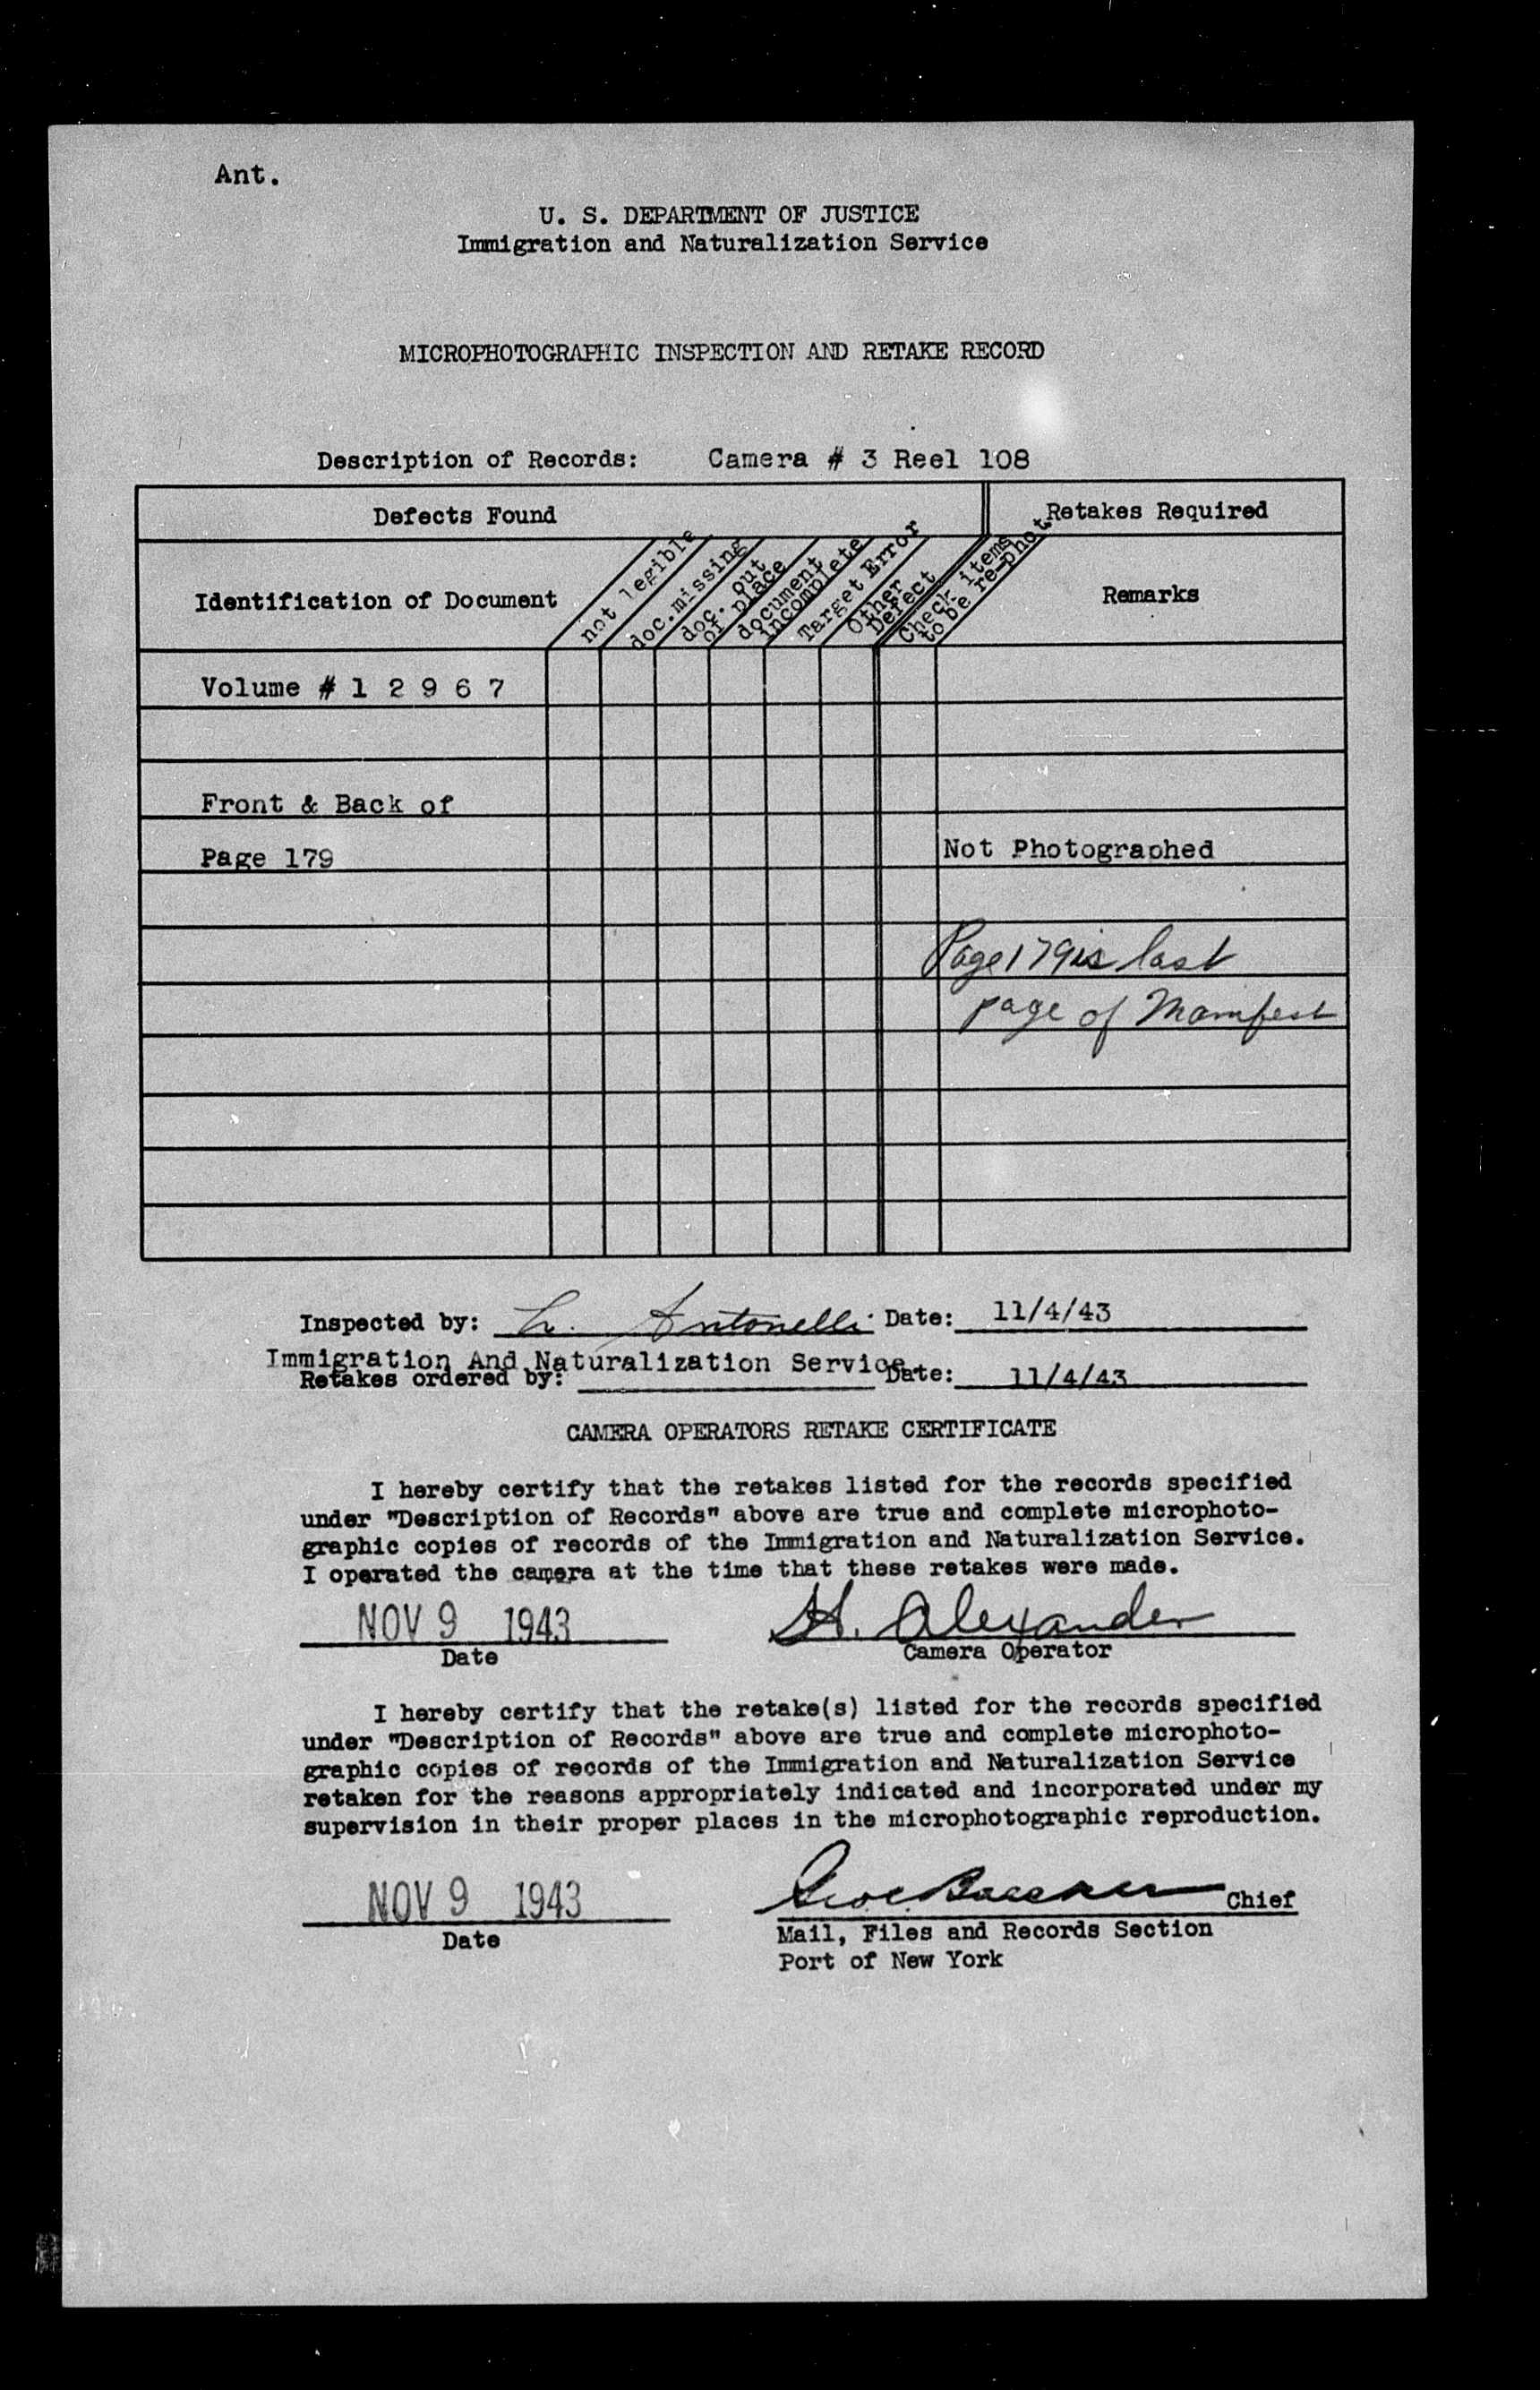 Ant.
U. S. DEPARTMENT OF JUSTICE
Immigration and Naturalization Service
MICROPHOTOGRAPHIC INSPECTION AND RETAKE RECORD
Description of Records: Camera # 3 Reel 108
Defects Found
Retakes Required
Identification of Document
not legible
doc.missing
doc. out
of place
document
incomplete
Target Error
Other
Defect
Check items
to be re-phot.
Remarks
Volume # 1 2 9 6 7
Front & Back of
Page 179
Not Photographed
Page 179 is last
page of Manifest
Inspected by: L. Antonelli Date: 11/4/43
Immigration And Naturalization Service
Retakes ordered by: Date: 11/4/43
CAMERA OPERATORS RETAKE CERTIFICATE
I hereby certify that the retakes listed for the records specified
under "Description of Records" above are true and complete microphoto-
graphic copies of records of the Immigration and Naturalization Service.
I operated the camera at the time that these retakes were made.
NOV 9 1943
H. Alexander
Date
Camera Operator
I hereby certify that the retake(s) listed for the records specified
under "Description of Records" above are true and complete microphoto-
graphic copies of records of the Immigration and Naturalization Service
retaken for the reasons appropriately indicated and incorporated under my
supervision in their proper places in the microphotographic reproduction.
NOV 9 1943
Chief
Date
Mail, Files and Records Section
Port of New York